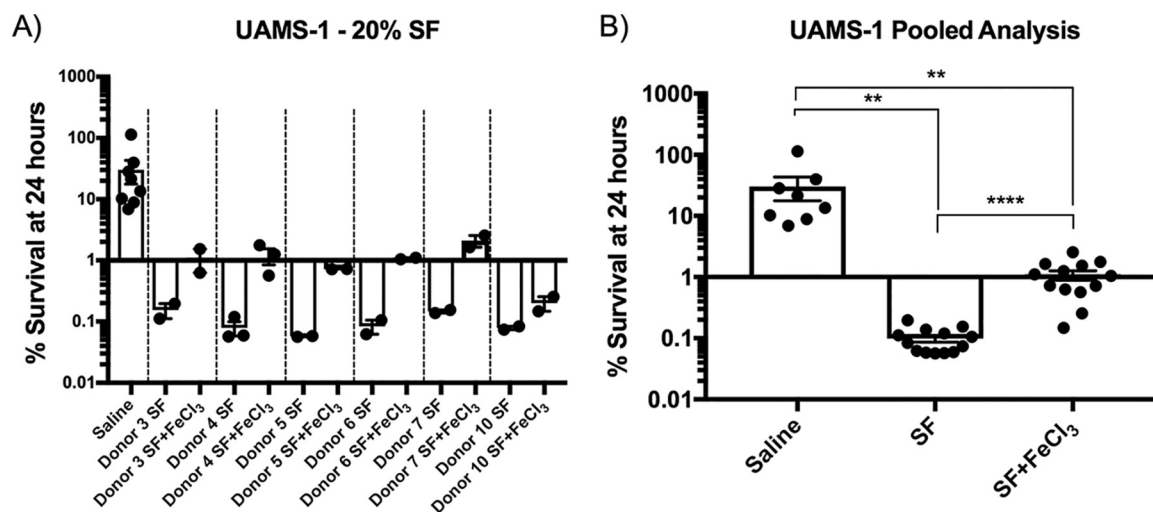 A)
UAMS-1 - 20% SF
% Survival at 24 hours
1000
100
10
1
0.1
0.01
Saline
Donor 3 SF
Donor 3 SF+FeCl₃
Donor 4 SF
Donor 4 SF+FeCl₃
Donor 5 SF
Donor 5 SF+FeCl₃
Donor 6 SF
Donor 6 SF+FeCl₃
Donor 7 SF
Donor 7 SF+FeCl₃
Donor 10 SF
Donor 10 SF+FeCl₃
B)
UAMS-1 Pooled Analysis
% Survival at 24 hours
1000
100
10
1
0.1
0.01
**
**
****
Saline
SF
SF+FeCl₃